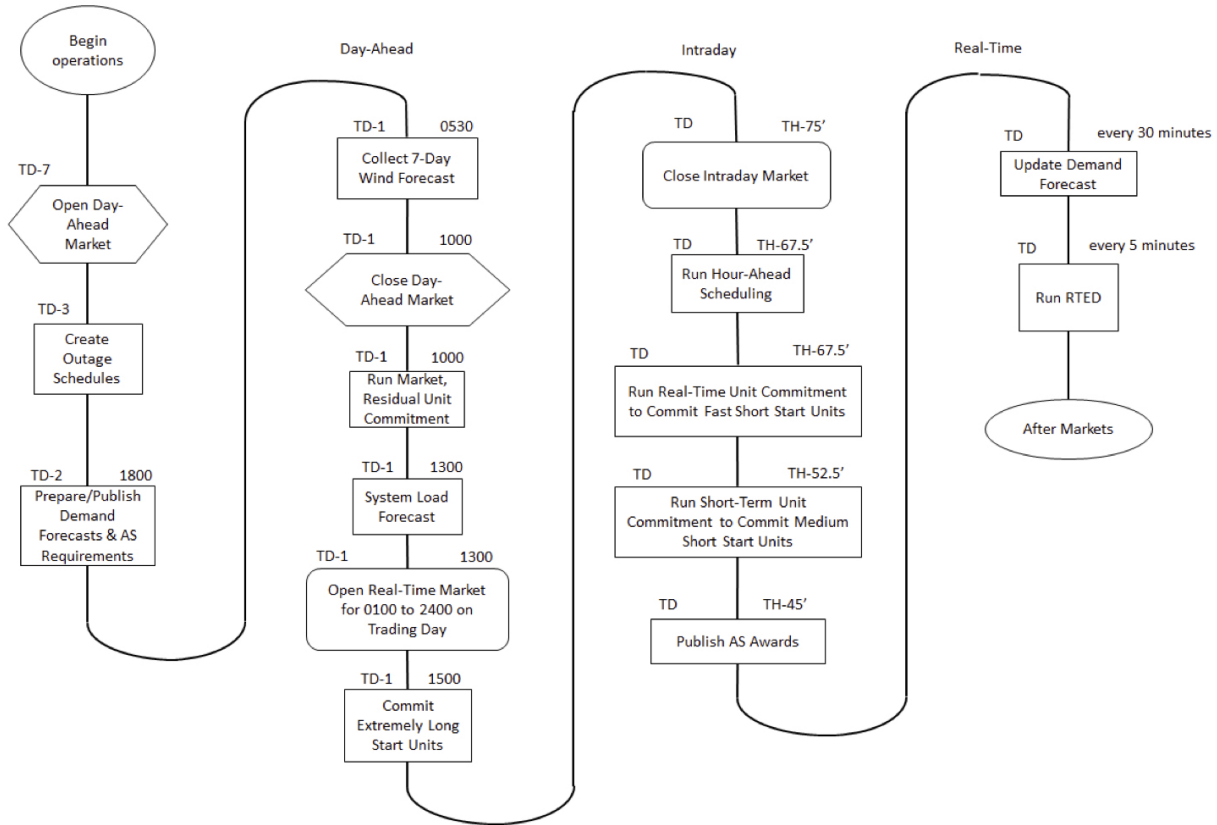 Begin
operations
TD-7
Open Day-
Ahead
Market
TD-3
Create
Outage
Schedules
TD-2 1800
Prepare/Publish
Demand
Forecasts & AS
Requirements
Day-Ahead
TD-1 0530
Collect 7-Day
Wind Forecast
TD-1 1000
Close Day-
Ahead Market
TD-1 1000
Run Market,
Residual Unit
Commitment
TD-1 1300
System Load
Forecast
TD-1 1300
Open Real-Time Market
for 0100 to 2400 on
Trading Day
TD-1 1500
Commit
Extremely Long
Start Units
Intraday
TD TH-75’
Close Intraday Market
TD TH-67.5’
Run Hour-Ahead
Scheduling
TD TH-67.5’
Run Real-Time Unit Commitment
to Commit Fast Short Start Units
TD TH-52.5’
Run Short-Term Unit
Commitment to Commit Medium
Short Start Units
TD TH-45’
Publish AS Awards
Real-Time
TD every 30 minutes
Update Demand
Forecast
TD every 5 minutes
Run RTED
After Markets